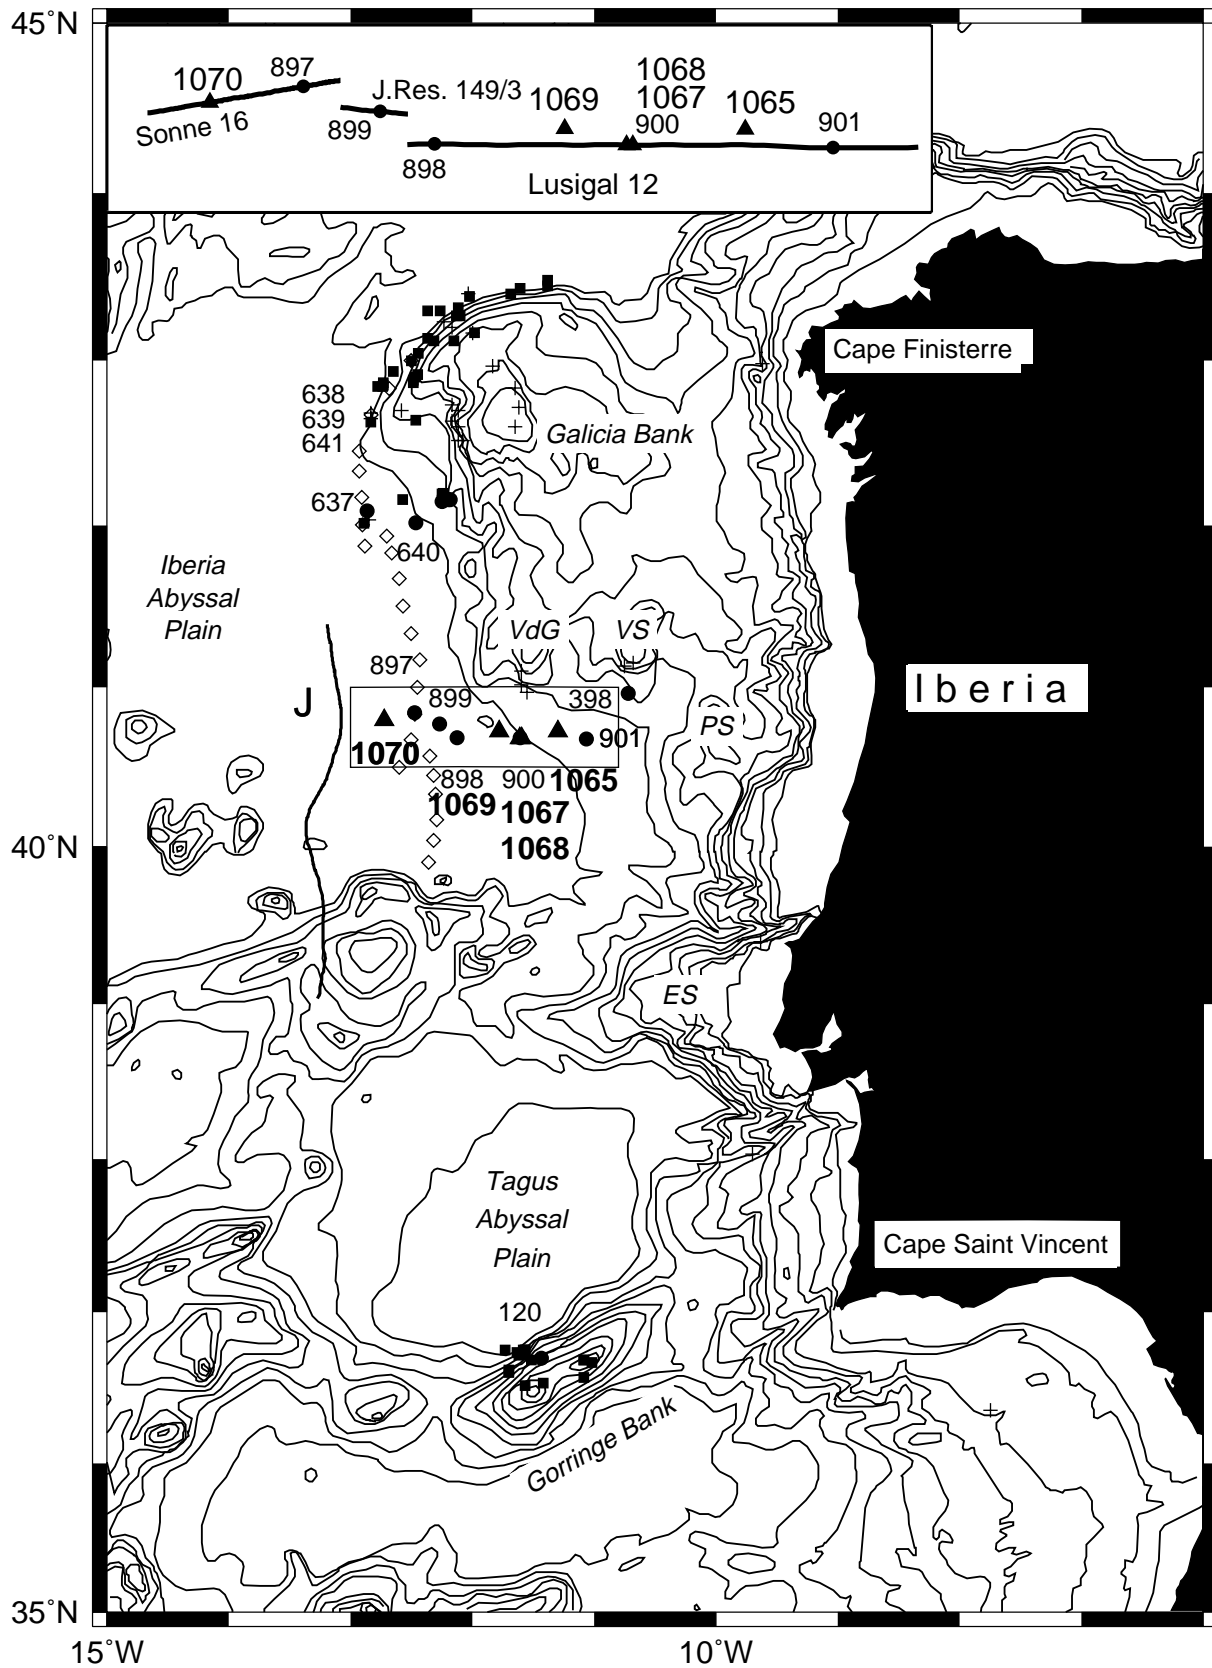 45°N
1070
897
J.Res. 149/3
1068
1067
1069
1065
900
901
Sonne 16
899
898
Lusigal 12
Cape Finisterre
638
639
641
Galicia Bank
637
640
Iberia
Abyssal
Plain
VdG
VS
897
Iberia
J
899
398
PS
901
1070
898
900
1065
1069
1067
1068
40°N
ES
Tagus
Abyssal
Plain
Cape Saint Vincent
120
Gorringe Bank
35°N
15°W
10°W